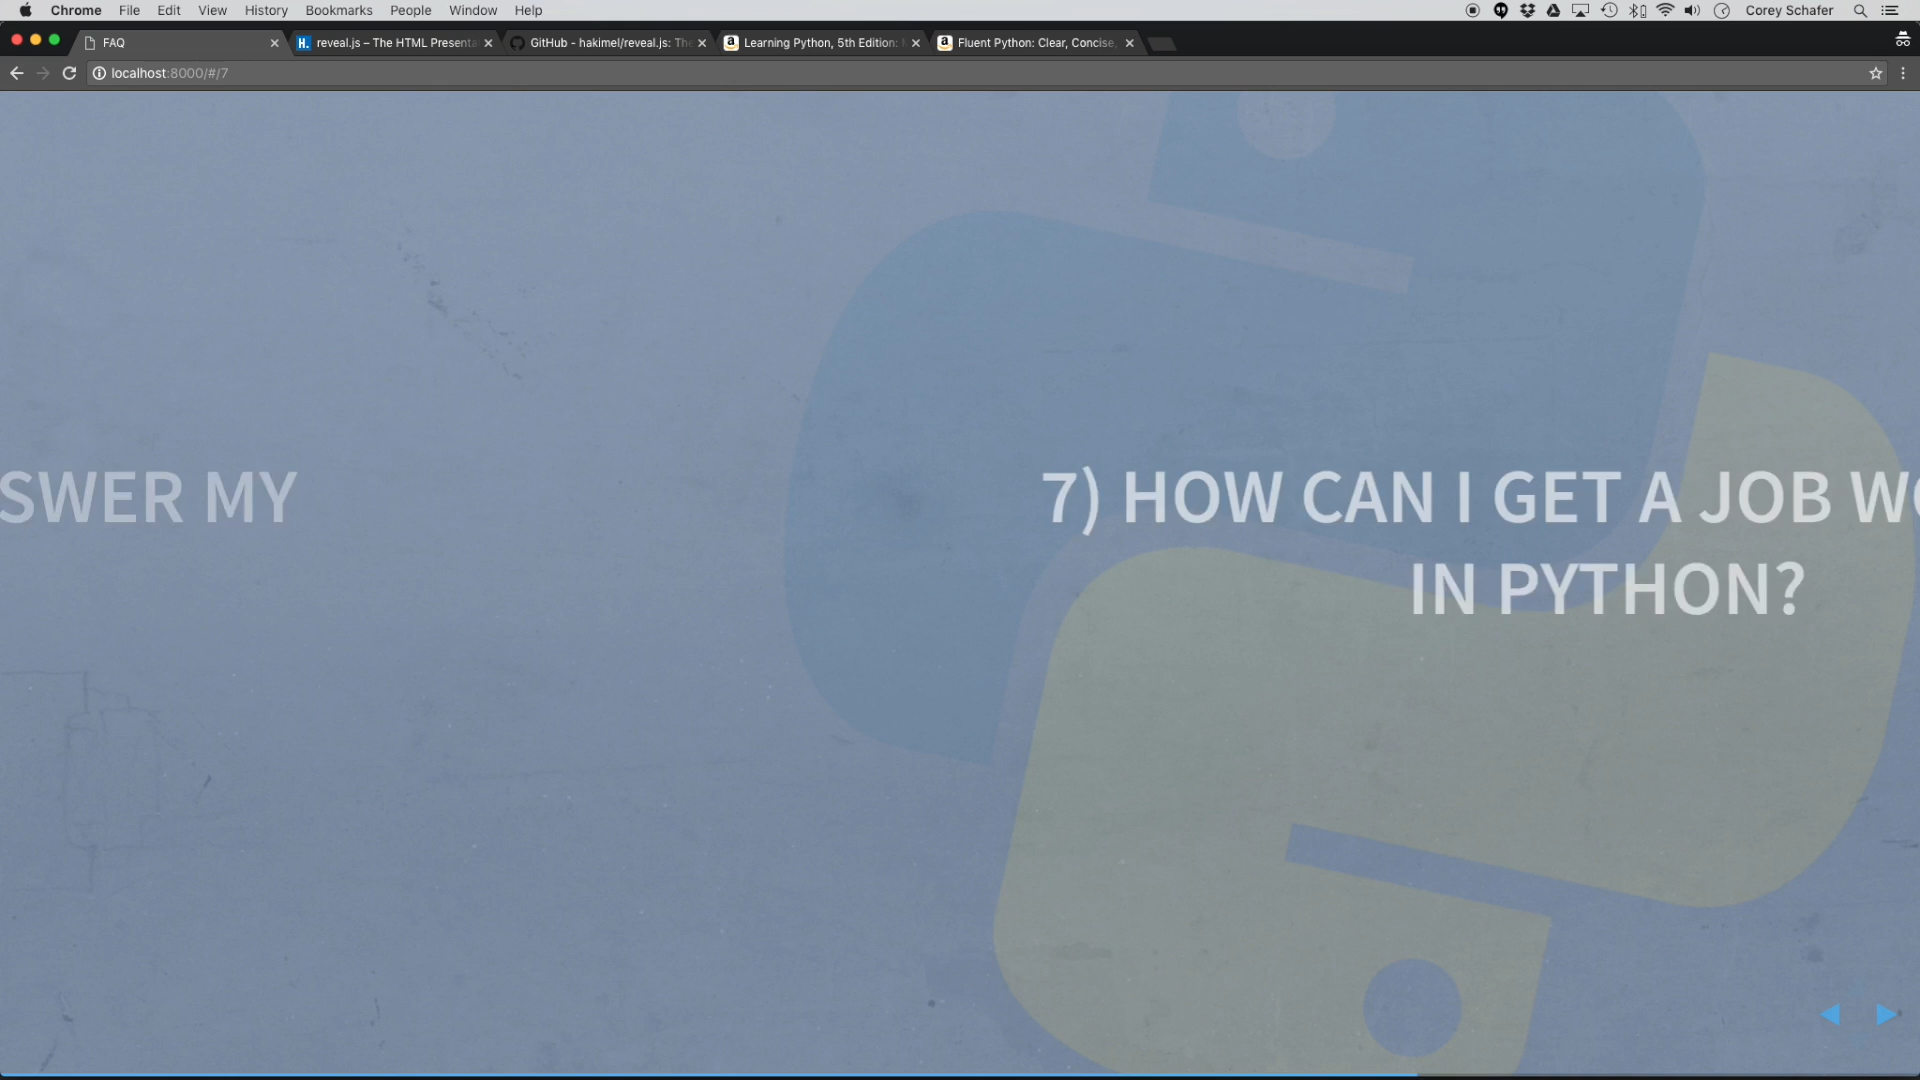 Chrome File Edit View History Bookmarks People Window Help Corey Schafer
FAQ reveal.js – The HTML Presenta GitHub - hakimel/reveal.js: The Learning Python, 5th Edition: Fluent Python: Clear, Concise,
localhost:8000/#/7
SWER MY
7) HOW CAN I GET A JOB WO
IN PYTHON?